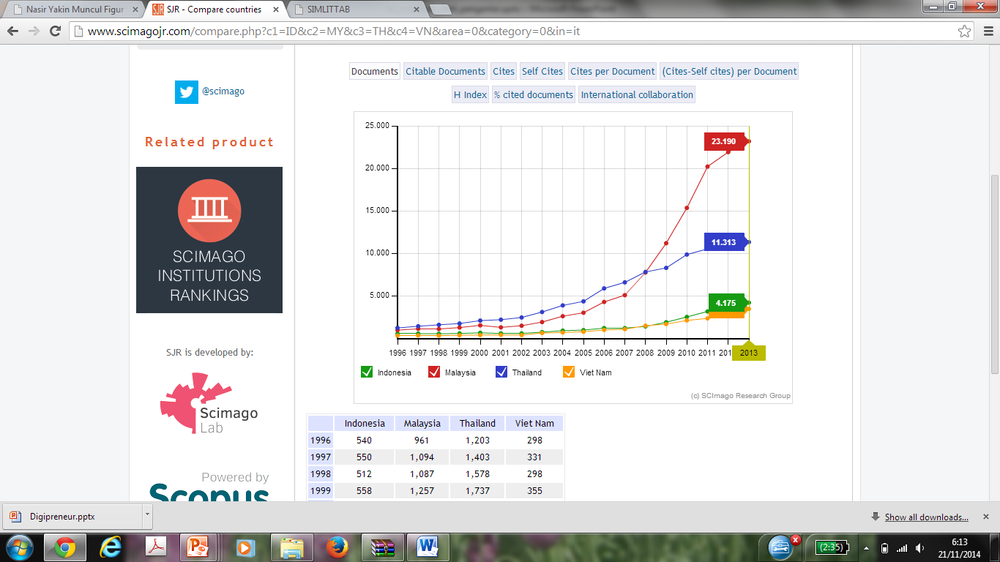 Nasir Yakin Muncul Figur
SJR - Compare countries
SIMLITTAB
www.scimagojr.com/compare.php?c1=ID&c2=MY&c3=TH&c4=VN&area=0&category=0&in=it
@scimago
Related product
SCIMAGO
INSTITUTIONS
RANKINGS
SJR is developed by:
Scimago
Lab
Powered by
Scopus
Documents Citable Documents Cites Self Cites Cites per Document (Cites-Self cites) per Document
H Index % cited documents International collaboration
25.000
20.000
15.000
10.000
5.000
23.190
11.313
4.175
1996 1997 1998 1999 2000 2001 2002 2003 2004 2005 2006 2007 2008 2009 2010 2011 201 2013
Indonesia Malaysia Thailand Viet Nam
(c) SCImago Research Group
Indonesia Malaysia Thailand Viet Nam
1996 540 961 1,203 298
1997 550 1,094 1,403 331
1998 512 1,087 1,578 298
1999 558 1,257 1,737 355
Digipreneur.pptx
Show all downloads...
(2:35)
6:13
21/11/2014